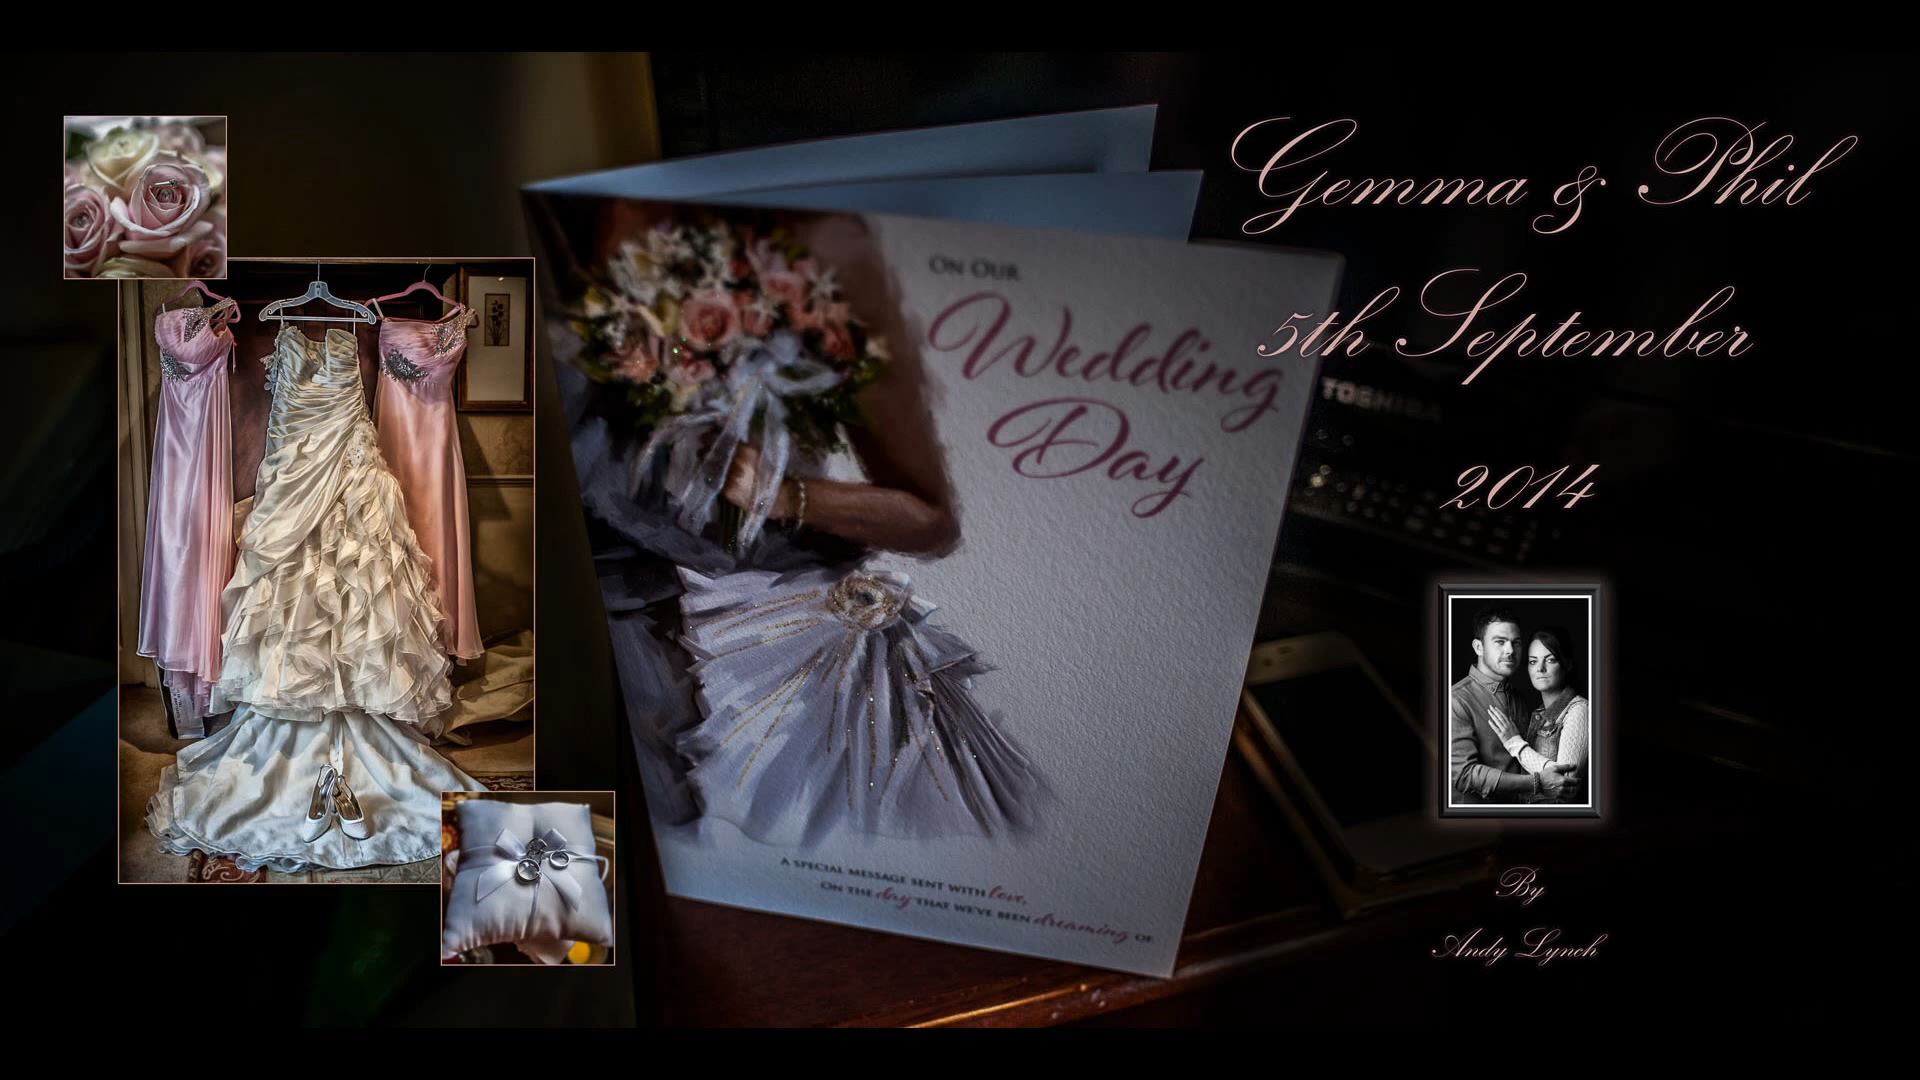 Gemma & Phil
5th September
2014
On Our
Wedding
Day
A special message sent with love,
On the day that we've been dreaming of.
TOSHIBA
By
Andy Lynch